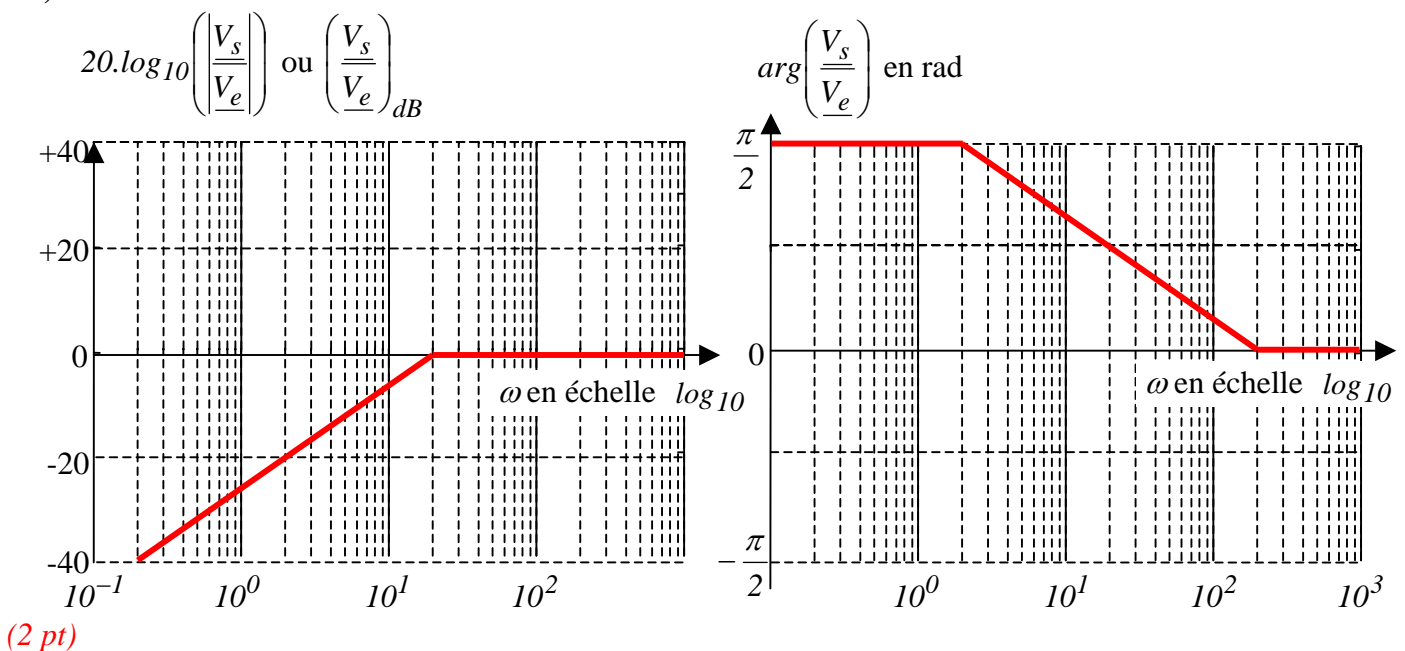 20.log10(|Vs/Ve|) ou (Vs/Ve)dB
+40
+20
0
-20
-40
10⁻¹ 10⁰ 10¹ 10²
ω en échelle log10
arg(Vs/Ve) en rad
π/2
0
-π/2
10⁰ 10¹ 10² 10³
ω en échelle log10
(2 pt)